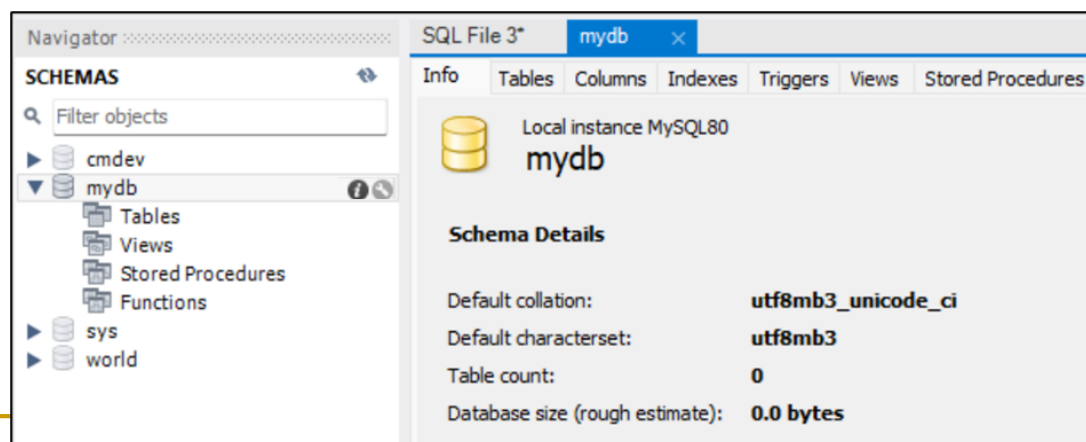 Navigator
SCHEMAS
Filter objects
cmdev
mydb
Tables
Views
Stored Procedures
Functions
sys
world
SQL File 3*
mydb
Info Tables Columns Indexes Triggers Views Stored Procedures
Local instance MySQL80
mydb
Schema Details
Default collation: utf8mb3_unicode_ci
Default characterset: utf8mb3
Table count: 0
Database size (rough estimate): 0.0 bytes